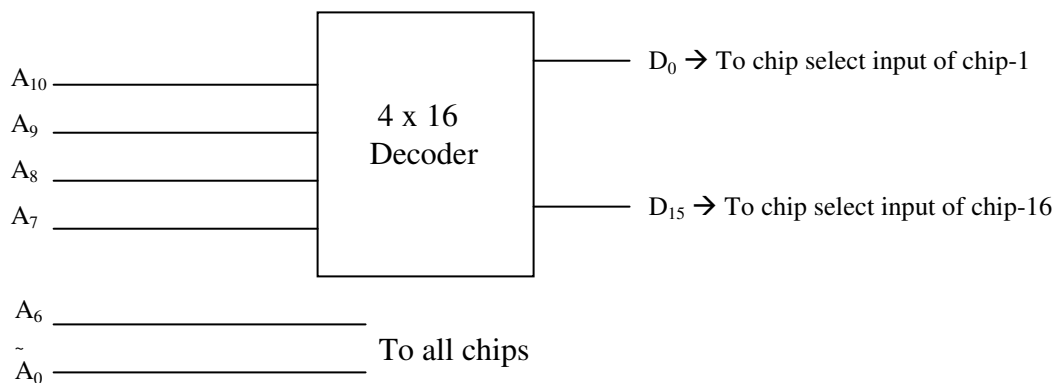 A₁₀
A₉
A₈
A₇
4 x 16
Decoder
D₀ → To chip select input of chip-1
D₁₅ → To chip select input of chip-16
A₆
~
A₀
To all chips